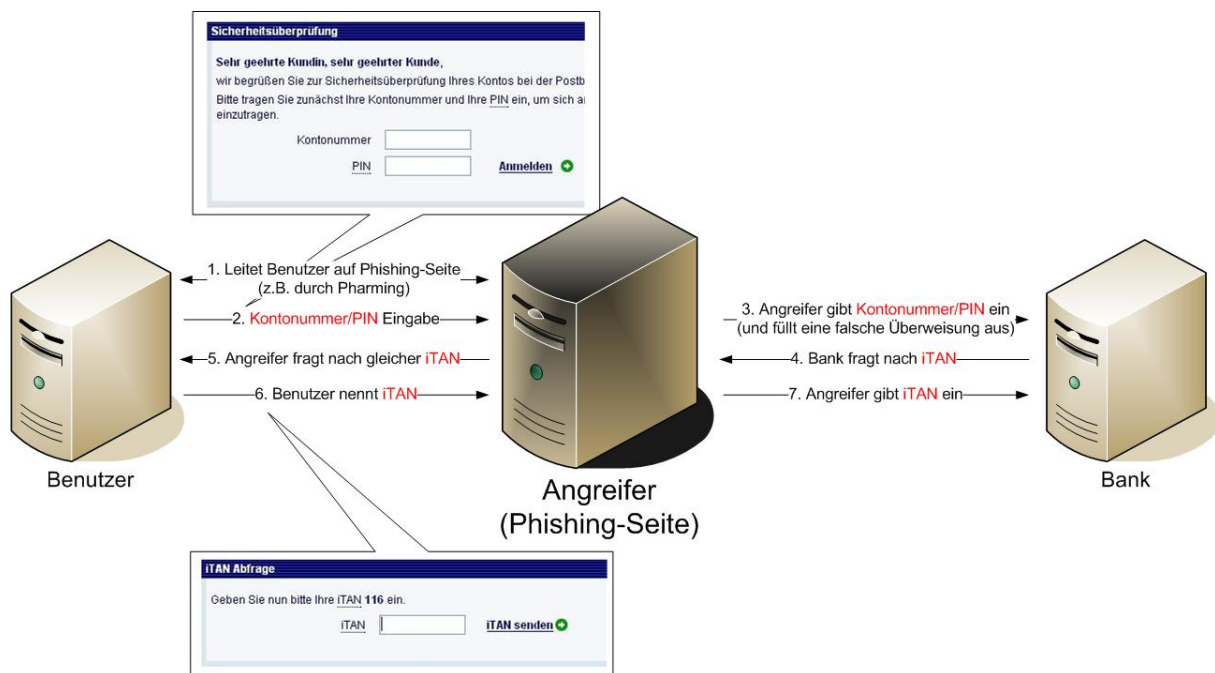 Sicherheitsüberprüfung
Sehr geehrte Kundin, sehr geehrter Kunde,
wir begrüßen Sie zur Sicherheitsüberprüfung Ihres Kontos bei der Postb
Bitte tragen Sie zunächst Ihre Kontonummer und Ihre PIN ein, um sich a
einzutragen.
Kontonummer
PIN
Anmelden
1. Leitet Benutzer auf Phishing-Seite
(z.B. durch Pharming)
2. Kontonummer/PIN Eingabe
3. Angreifer gibt Kontonummer/PIN ein
(und füllt eine falsche Überweisung aus)
5. Angreifer fragt nach gleicher iTAN
4. Bank fragt nach iTAN
6. Benutzer nennt iTAN
7. Angreifer gibt iTAN ein
Benutzer
Angreifer
(Phishing-Seite)
Bank
iTAN Abfrage
Geben Sie nun bitte Ihre iTAN 116 ein.
iTAN
iTAN senden